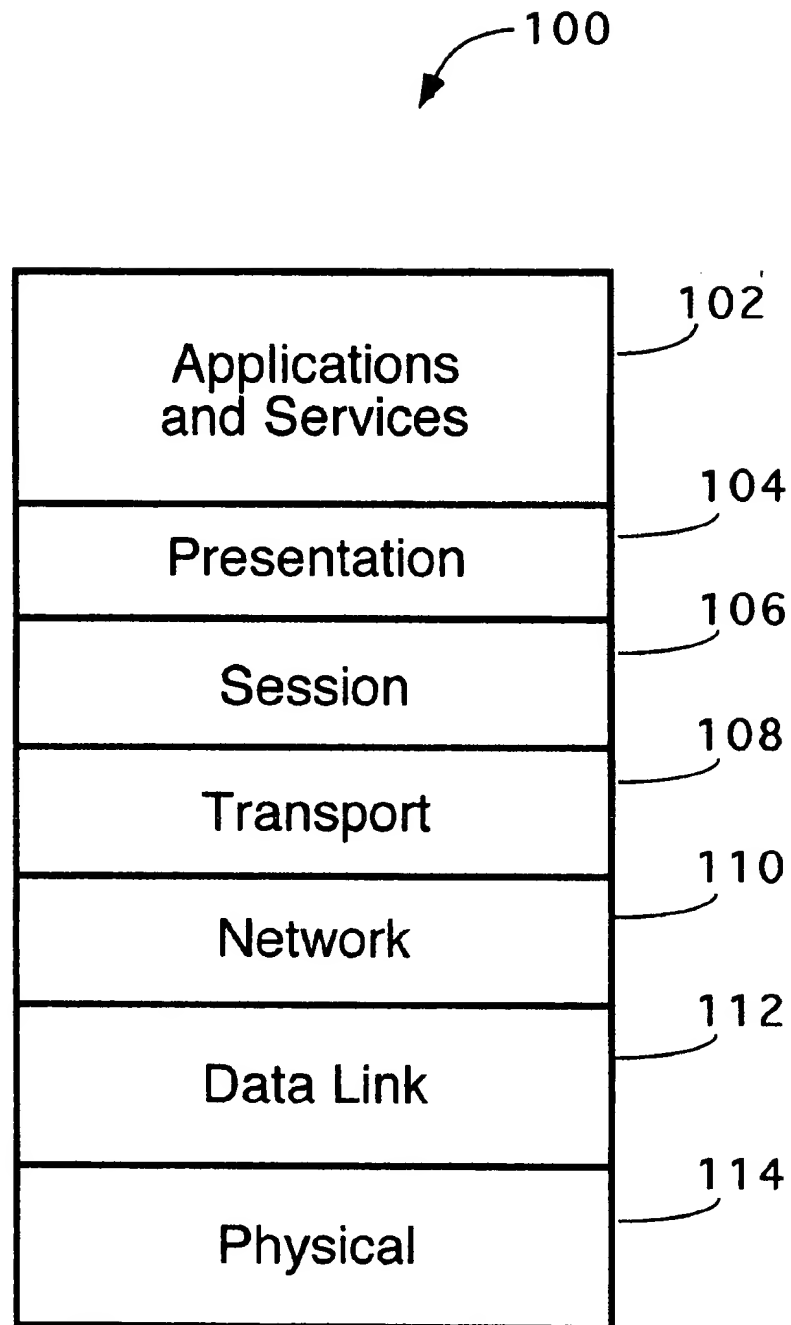 100
102
Applications
and Services
104
Presentation
106
Session
108
Transport
110
Network
112
Data Link
114
Physical